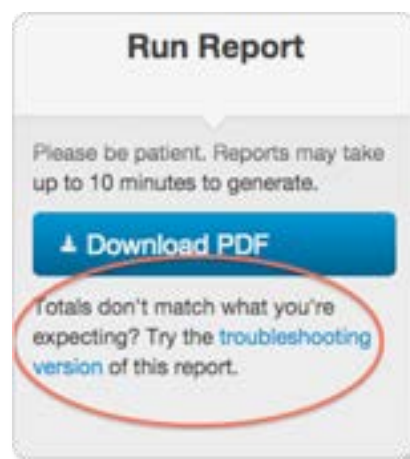 Run Report
Please be patient. Reports may take
up to 10 minutes to generate.
Download PDF
Totals don't match what you're
expecting? Try the troubleshooting
version of this report.